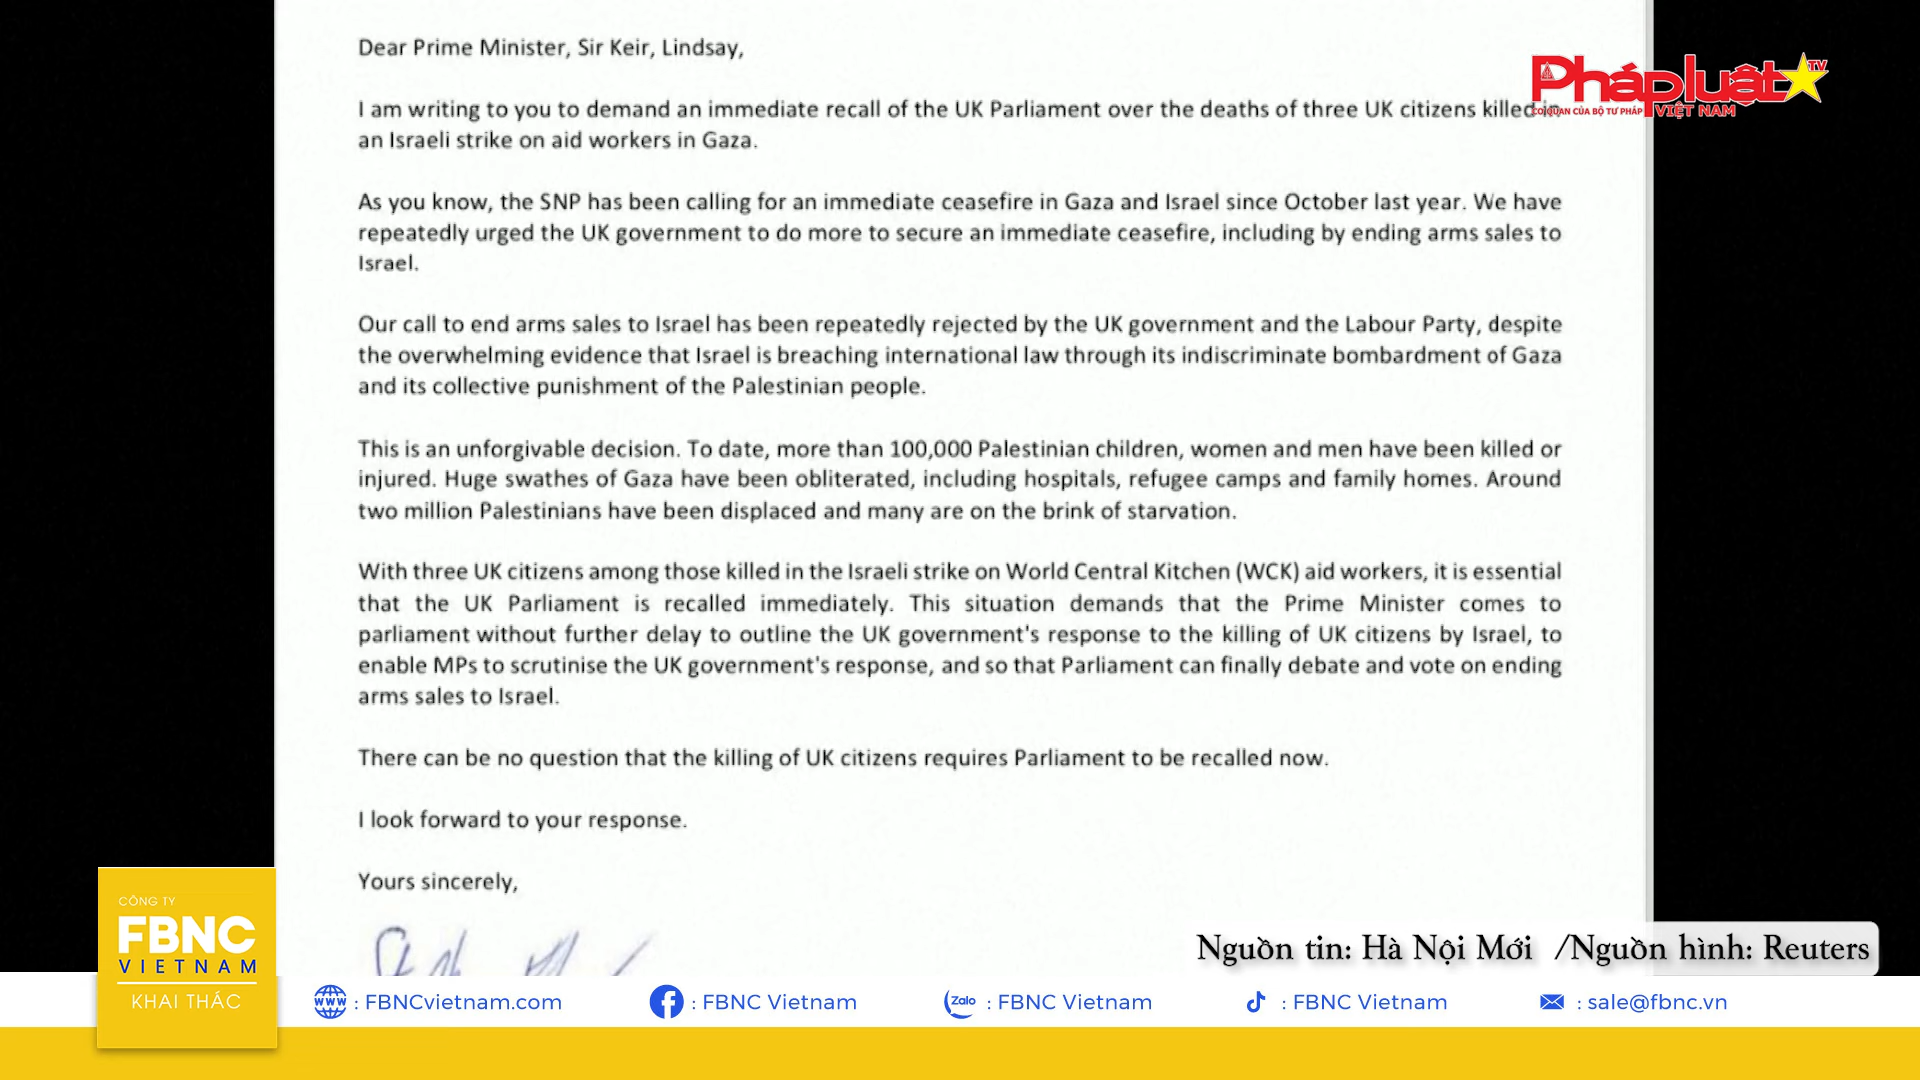 Dear Prime Minister, Sir Keir, Lindsay,
PhápluậtTV
CƠ QUAN CỦA BỘ TƯ PHÁP VIỆT NAM
I am writing to you to demand an immediate recall of the UK Parliament over the deaths of three UK citizens killed in
an Israeli strike on aid workers in Gaza.
As you know, the SNP has been calling for an immediate ceasefire in Gaza and Israel since October last year. We have
repeatedly urged the UK government to do more to secure an immediate ceasefire, including by ending arms sales to
Israel.
Our call to end arms sales to Israel has been repeatedly rejected by the UK government and the Labour Party, despite
the overwhelming evidence that Israel is breaching international law through its indiscriminate bombardment of Gaza
and its collective punishment of the Palestinian people.
This is an unforgivable decision. To date, more than 100,000 Palestinian children, women and men have been killed or
injured. Huge swathes of Gaza have been obliterated, including hospitals, refugee camps and family homes. Around
two million Palestinians have been displaced and many are on the brink of starvation.
With three UK citizens among those killed in the Israeli strike on World Central Kitchen (WCK) aid workers, it is essential
that the UK Parliament is recalled immediately. This situation demands that the Prime Minister comes to
parliament without further delay to outline the UK government's response to the killing of UK citizens by Israel, to
enable MPs to scrutinise the UK government's response, and so that Parliament can finally debate and vote on ending
arms sales to Israel.
There can be no question that the killing of UK citizens requires Parliament to be recalled now.
I look forward to your response.
Yours sincerely,
CÔNG TY
FBNC
VIETNAM
KHAI THÁC
Nguồn tin: Hà Nội Mới /Nguồn hình: Reuters
www : FBNCvietnam.com
: FBNC Vietnam
Zalo : FBNC Vietnam
: FBNC Vietnam
: sale@fbnc.vn